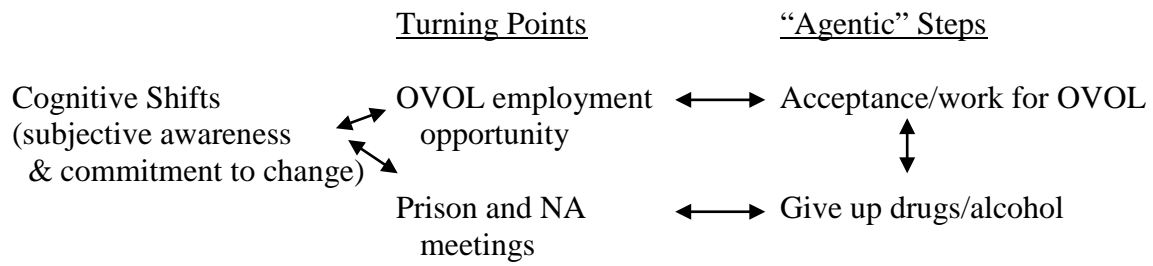 Turning Points “Agentic” Steps
Cognitive Shifts OVOL employment Acceptance/work for OVOL
(subjective awareness opportunity
& commitment to change)
Prison and NA Give up drugs/alcohol
meetings